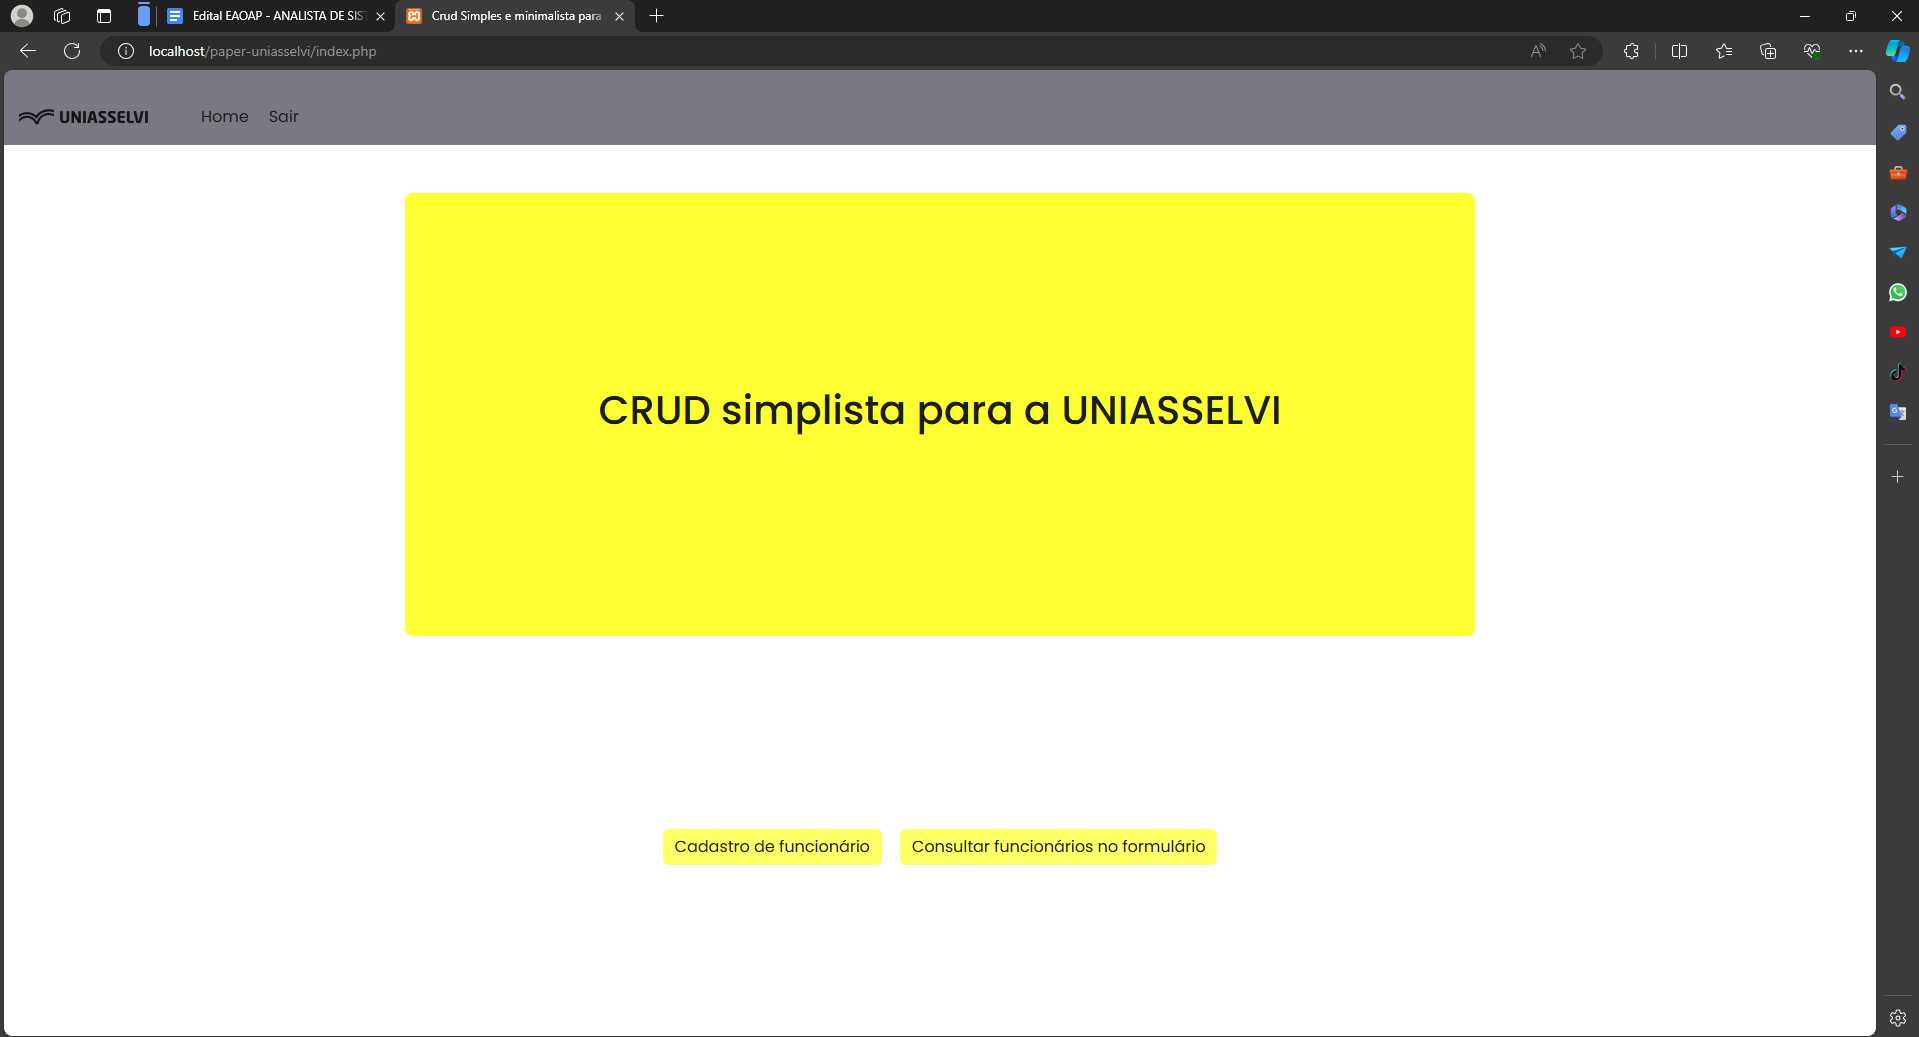 Edital EAOAP - ANALISTA DE SIST
Crud Simples e minimalista para
localhost/paper-uniasselvi/index.php
UNIASSELVI
Home
Sair
CRUD simplista para a UNIASSELVI
Cadastro de funcionário
Consultar funcionários no formulário